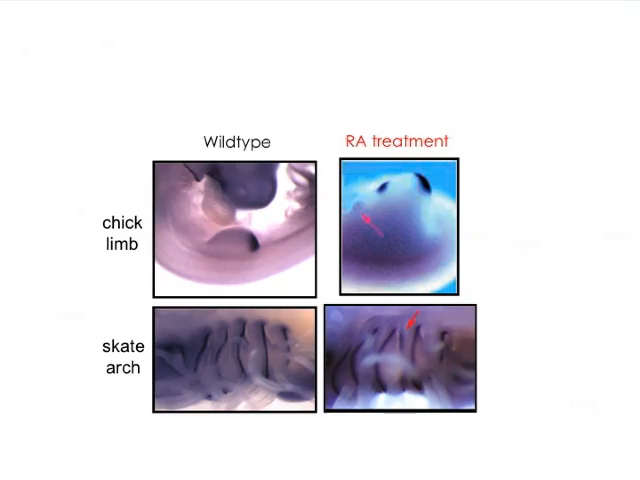 Wildtype
RA treatment
chick
limb
skate
arch